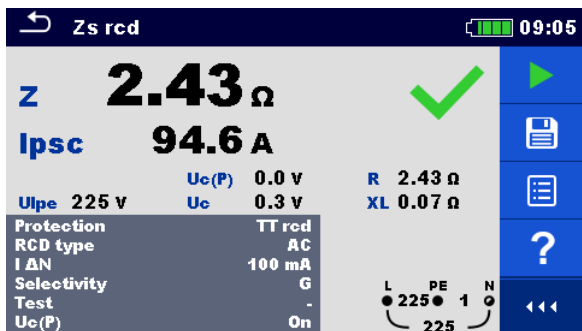 Zs rcd 09:05
Z 2.43 Ω
Ipsc 94.6 A
Uc(P) 0.0 V R 2.43 Ω
Ulpe 225 V Uc 0.3 V XL 0.07 Ω
Protection TT rcd
RCD type AC
I ΔN 100 mA
Selectivity G
Test -
Uc(P) On
L PE N
225 1
225
?